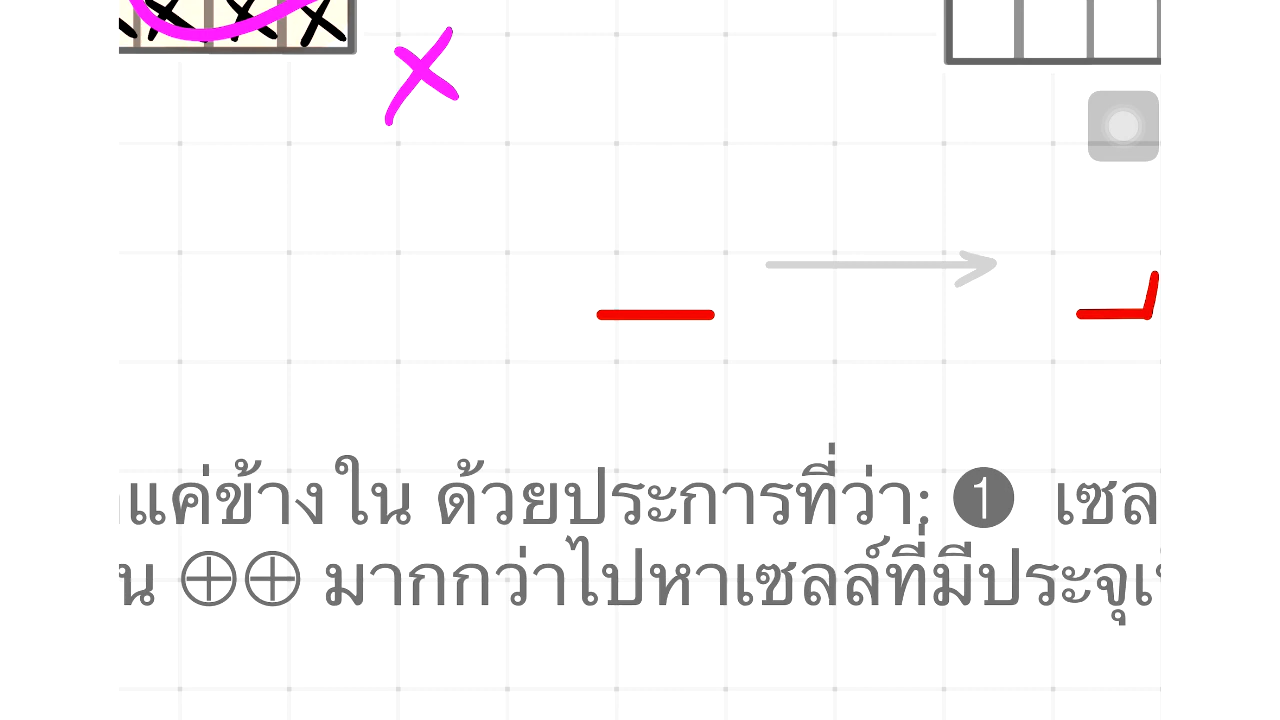 แค่ข้างใน ด้วยประการที่ว่า: ❶ เซล
น ⊕⊕ มากกว่าไปหาเซลล์ที่มีประจุเ